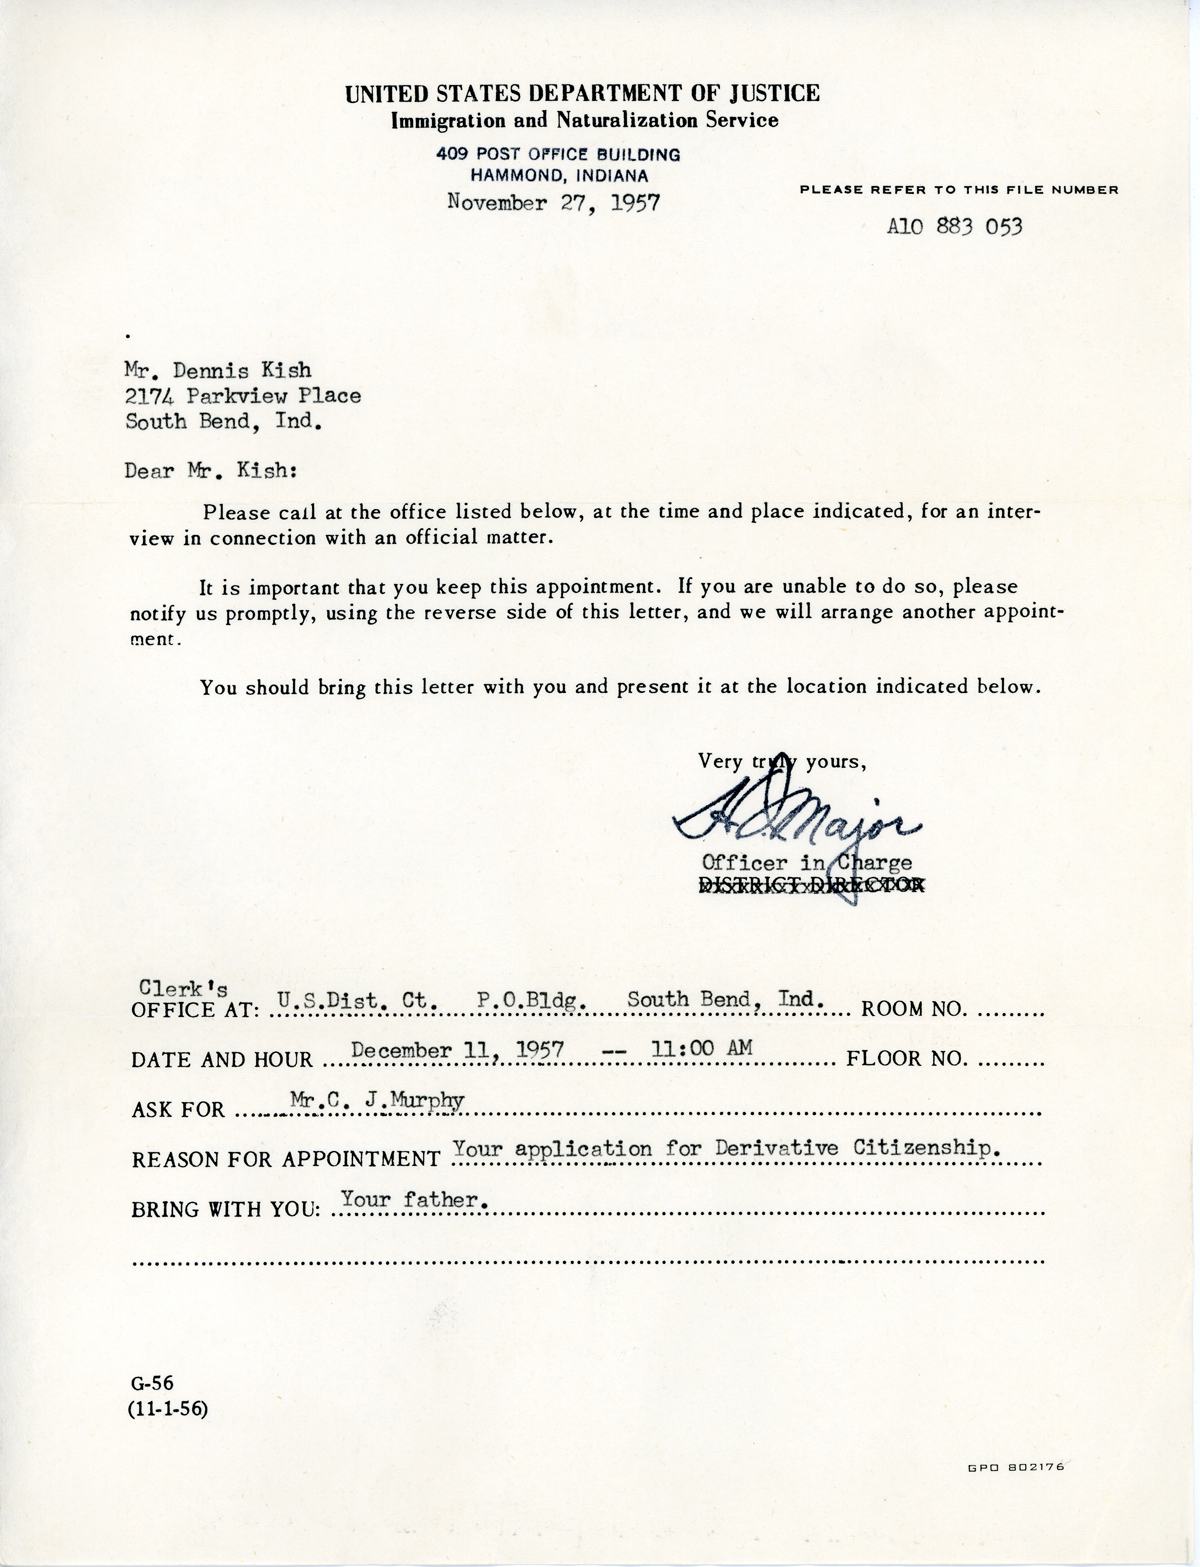 UNITED STATES DEPARTMENT OF JUSTICE
Immigration and Naturalization Service
409 POST OFFICE BUILDING
HAMMOND, INDIANA
November 27, 1957
PLEASE REFER TO THIS FILE NUMBER
A10 883 053
Mr. Dennis Kish
2174 Parkview Place
South Bend, Ind.
Dear Mr. Kish:
Please call at the office listed below, at the time and place indicated, for an inter-
view in connection with an official matter.
It is important that you keep this appointment. If you are unable to do so, please
notify us promptly, using the reverse side of this letter, and we will arrange another appoint-
ment.
You should bring this letter with you and present it at the location indicated below.
Very truly yours,
Major
Officer in Charge
DISTRICT DIRECTOR
Clerk's
OFFICE AT: U.S.Dist. Ct. P.O.Bldg. South Bend, Ind. ROOM NO. .........
DATE AND HOUR December 11, 1957 -- 11:00 AM FLOOR NO. .........
ASK FOR Mr.C. J.Murphy
REASON FOR APPOINTMENT Your application for Derivative Citizenship.
BRING WITH YOU: Your father.
G-56
(11-1-56)
GPO 802176